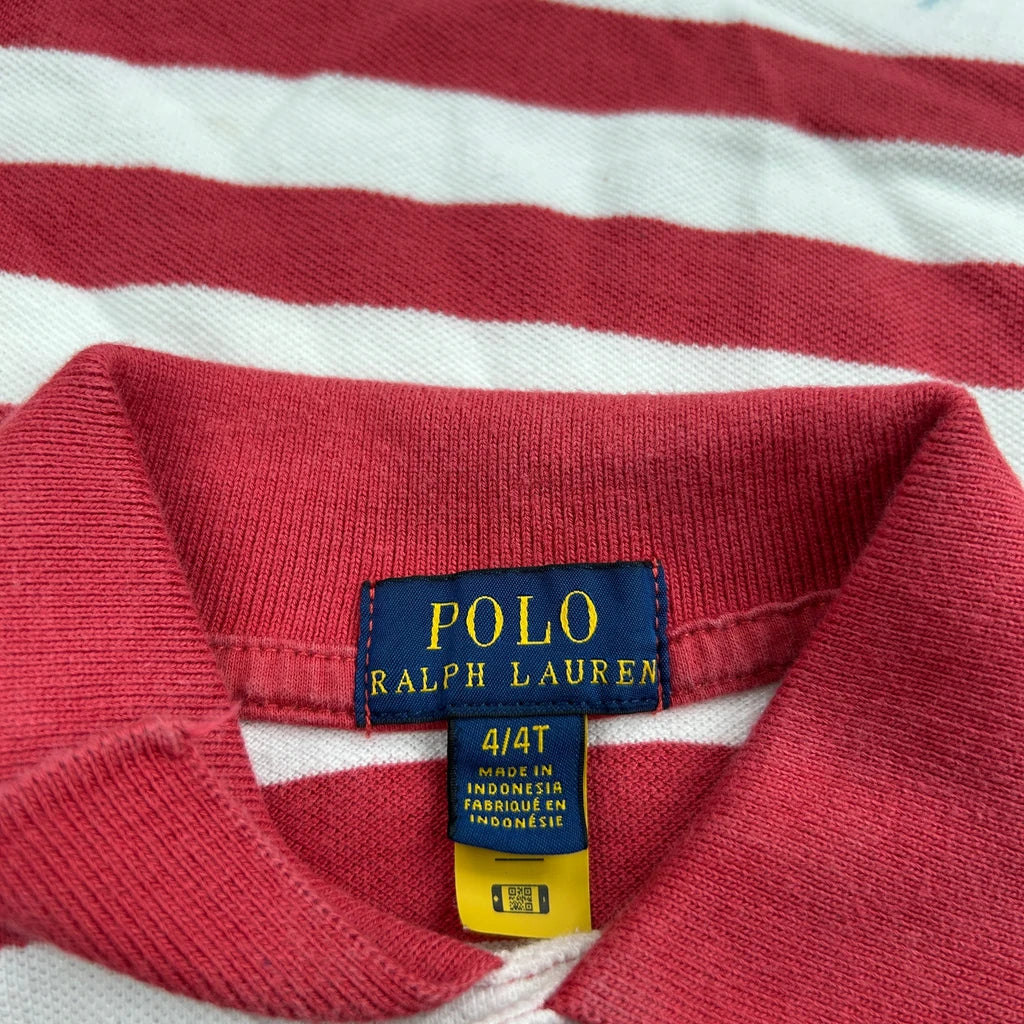 POLO
RALPH LAUREN
4/4T
MADE IN
INDONESIA
FABRIQUÉ EN
INDONÉSIE